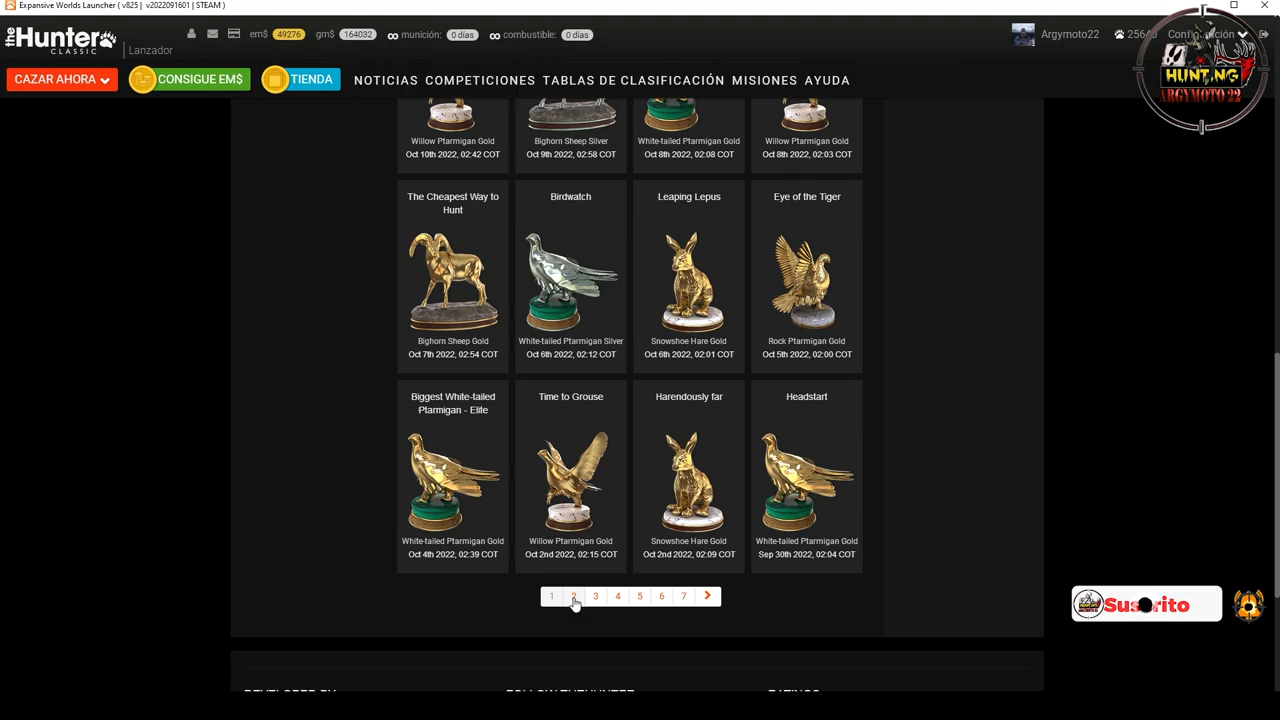 Expansive Worlds Launcher ( v825 | v2022091601 | STEAM )
theHunter
CLASSIC
Lanzador
em$ 49276 gm$ 164032 ∞ munición: 0 días ∞ combustible: 0 días
Argymoto22
CAZAR AHORA CONSIGUE EM$ TIENDA NOTICIAS COMPETICIONES TABLAS DE CLASIFICACIÓN MISIONES AYUDA
HUNTING
ARGYMOTO 22
Willow Ptarmigan Gold
Oct 10th 2022, 02:42 COT
Bighorn Sheep Silver
Oct 9th 2022, 02:58 COT
White-tailed Ptarmigan Gold
Oct 8th 2022, 02:08 COT
Willow Ptarmigan Gold
Oct 8th 2022, 02:03 COT
The Cheapest Way to
Hunt
Bighorn Sheep Gold
Oct 7th 2022, 02:54 COT
Birdwatch
White-tailed Ptarmigan Silver
Oct 6th 2022, 02:12 COT
Leaping Lepus
Snowshoe Hare Gold
Oct 6th 2022, 02:01 COT
Eye of the Tiger
Rock Ptarmigan Gold
Oct 5th 2022, 02:00 COT
Biggest White-tailed
Ptarmigan - Elite
White-tailed Ptarmigan Gold
Oct 4th 2022, 02:39 COT
Time to Grouse
Willow Ptarmigan Gold
Oct 2nd 2022, 02:15 COT
Harendously far
Snowshoe Hare Gold
Oct 2nd 2022, 02:09 COT
Headstart
White-tailed Ptarmigan Gold
Sep 30th 2022, 02:04 COT
1 2 3 4 5 6 7